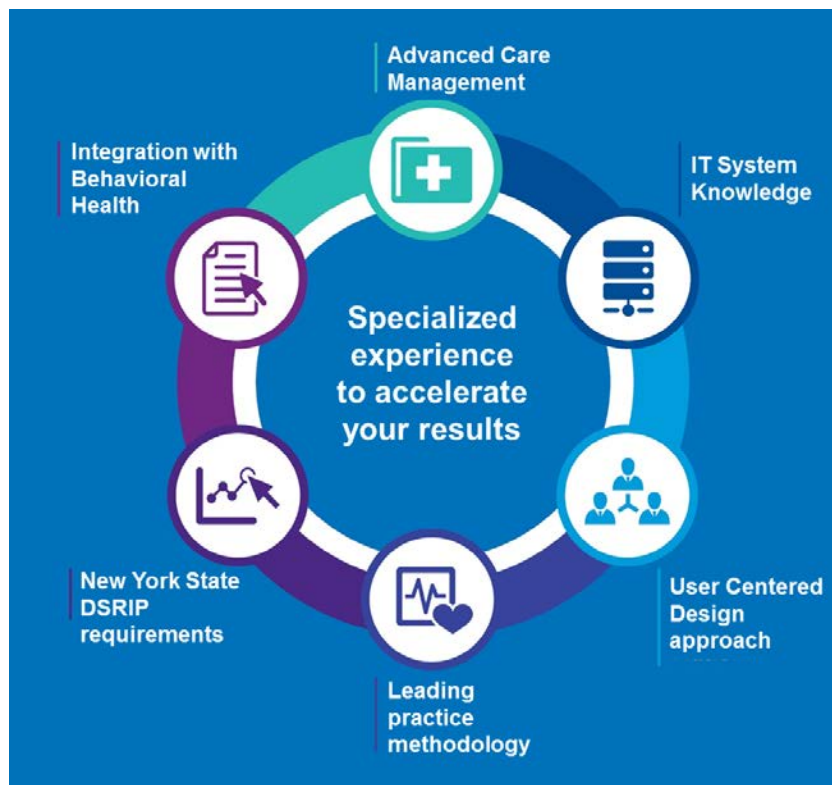 Advanced Care
Management
IT System
Knowledge
User Centered
Design
approach
Leading
practice
methodology
New York State
DSRIP
requirements
Integration with
Behavioral
Health
Specialized
experience
to accelerate
your results